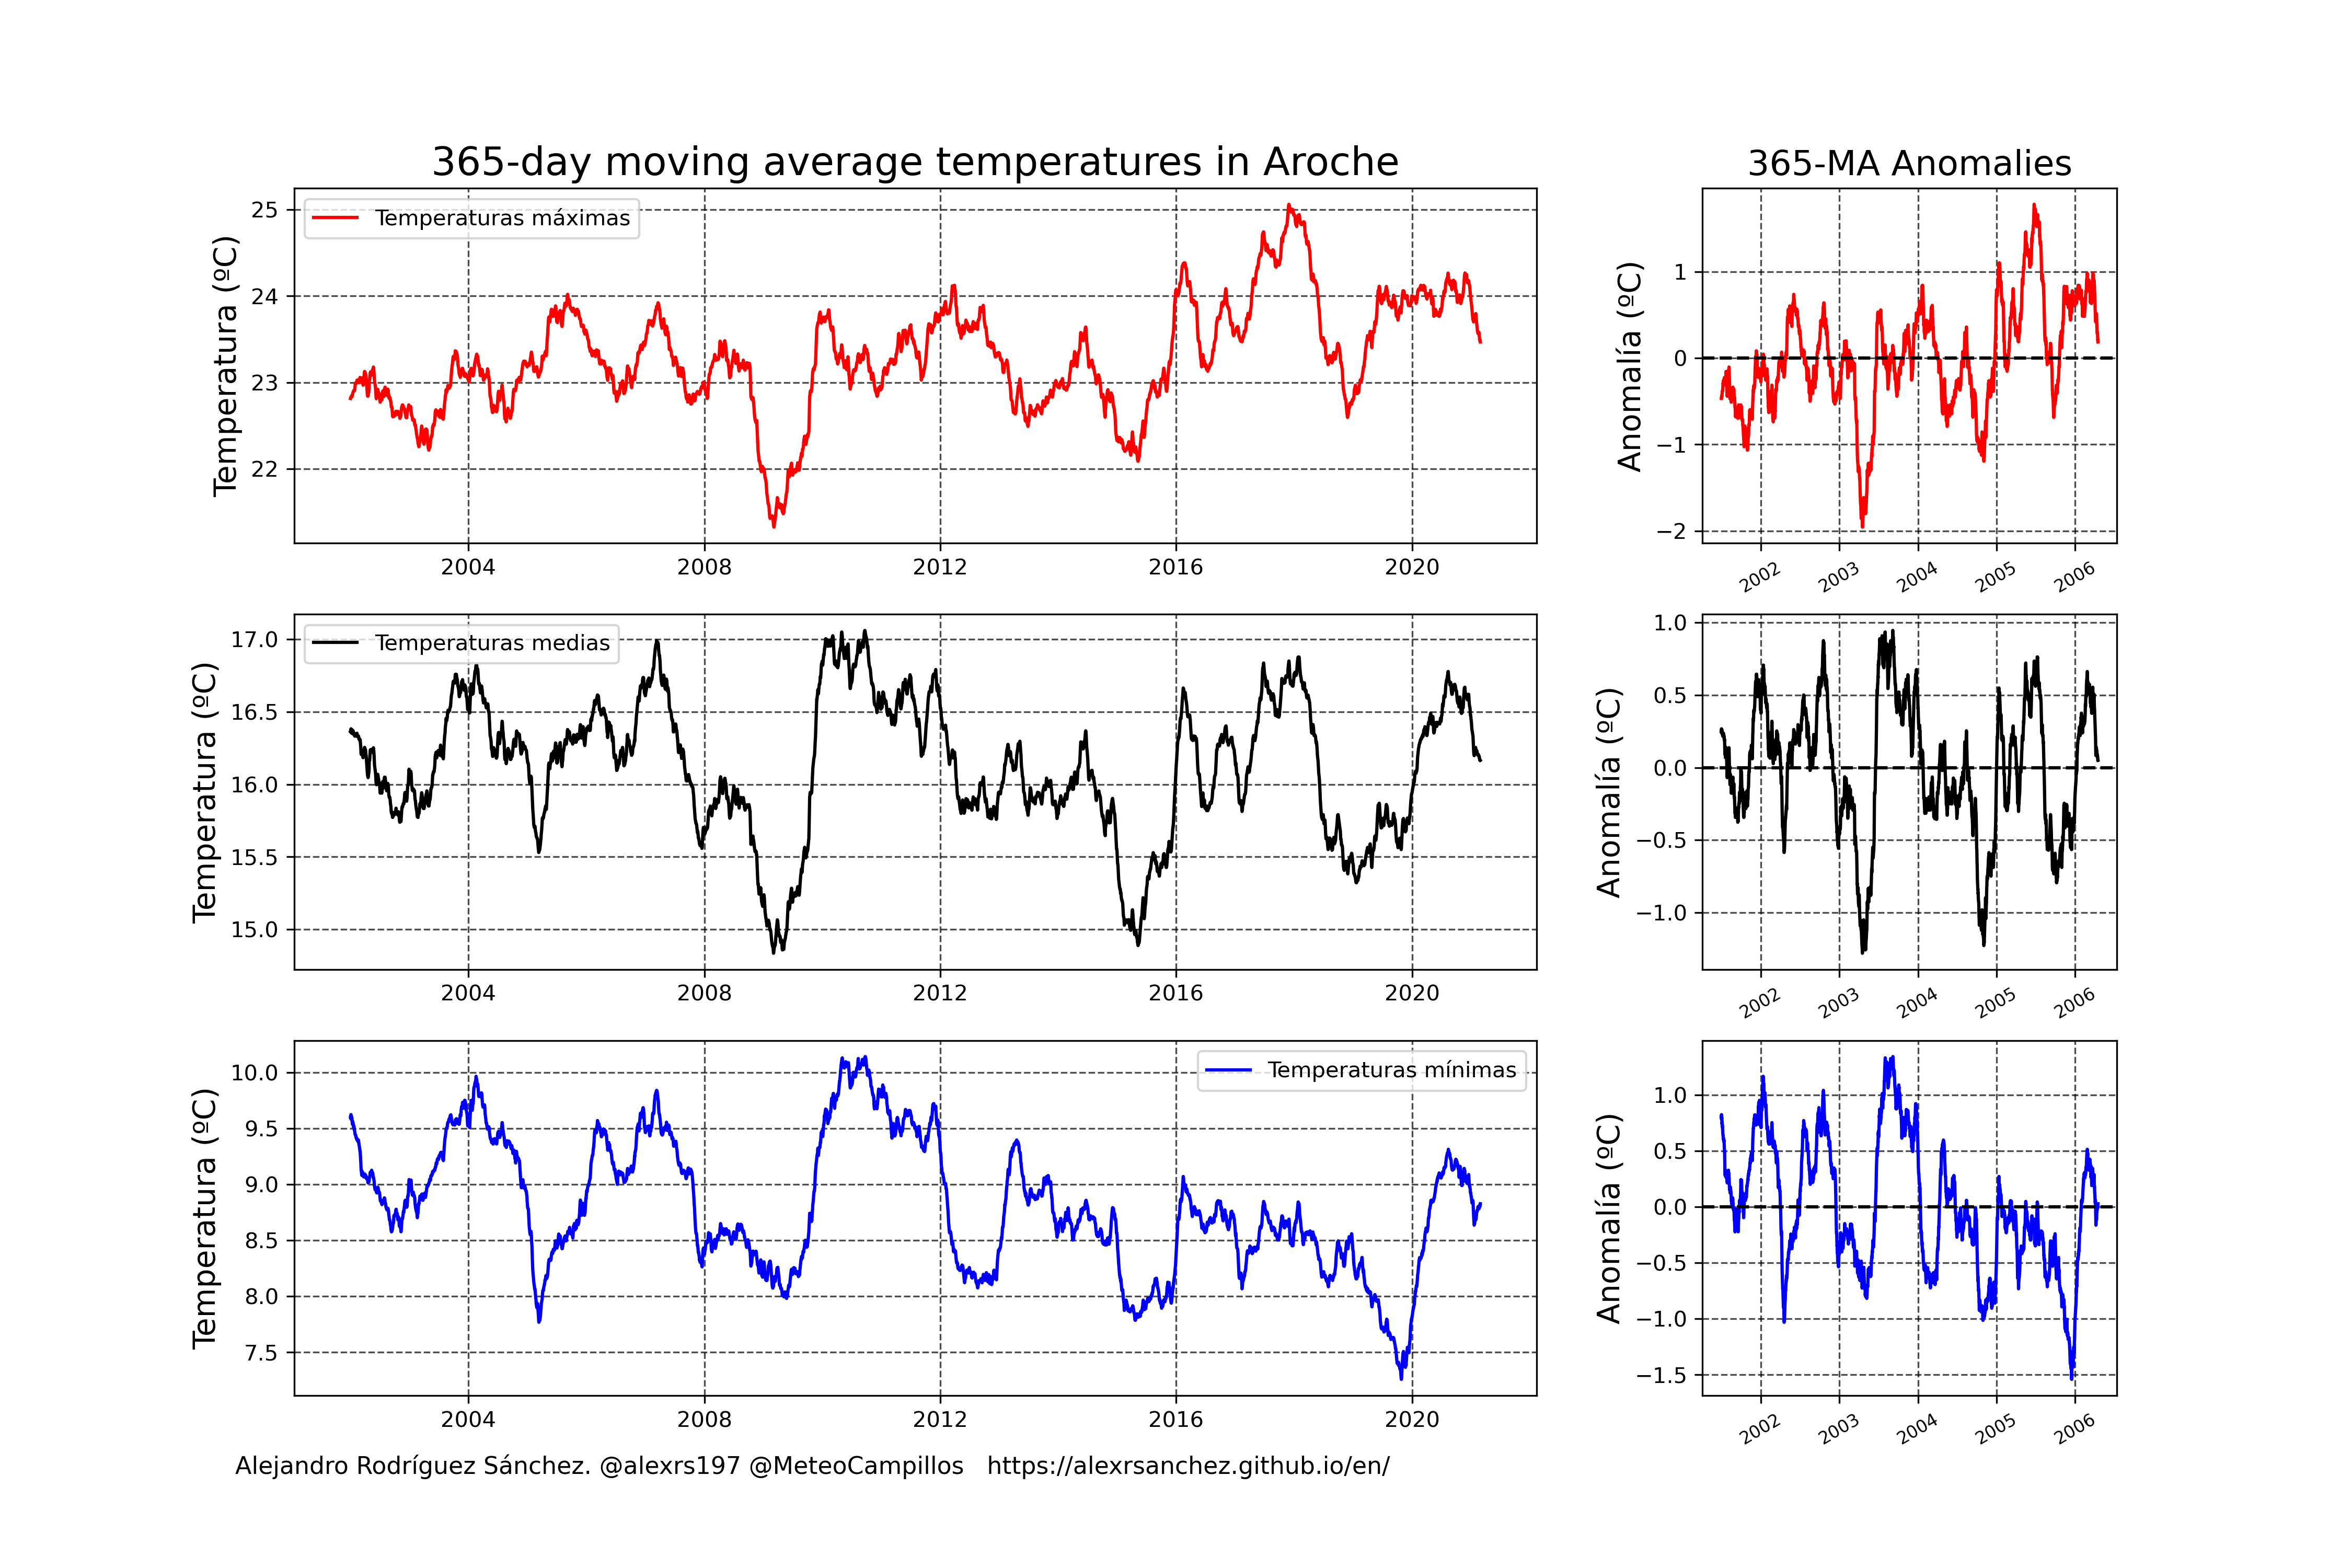 365-day moving average temperatures in Aroche
Temperatura (ºC)
25
24
23
22
Temperaturas máximas
2004 2008 2012 2016 2020
365-MA Anomalies
Anomalía (ºC)
1
0
−1
−2
2002 2003 2004 2005 2006
Temperatura (ºC)
17.0
16.5
16.0
15.5
15.0
Temperaturas medias
2004 2008 2012 2016 2020
Anomalía (ºC)
1.0
0.5
0.0
−0.5
−1.0
2002 2003 2004 2005 2006
Temperatura (ºC)
10.0
9.5
9.0
8.5
8.0
7.5
Temperaturas mínimas
2004 2008 2012 2016 2020
Anomalía (ºC)
1.0
0.5
0.0
−0.5
−1.0
−1.5
2002 2003 2004 2005 2006
Alejandro Rodríguez Sánchez. @alexrs197 @MeteoCampillos https://alexrsanchez.github.io/en/